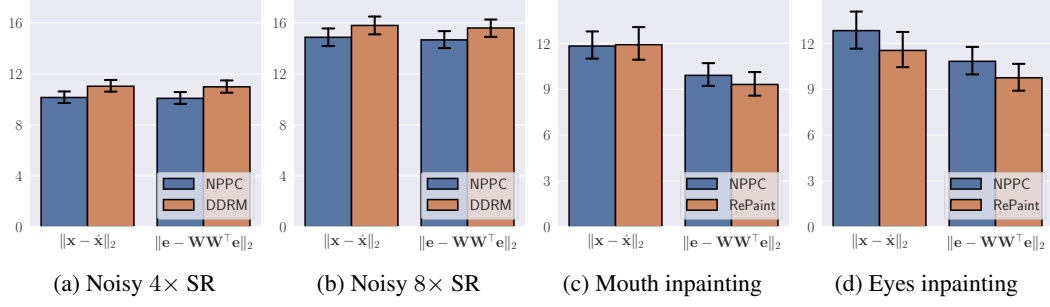 16
12
8
4
0
‖x − x̂‖₂
‖e − WW⊤e‖₂
NPPC
DDRM
(a) Noisy 4× SR
16
12
8
4
0
‖x − x̂‖₂
‖e − WW⊤e‖₂
NPPC
DDRM
(b) Noisy 8× SR
12
9
6
3
0
‖x − x̂‖₂
‖e − WW⊤e‖₂
NPPC
RePaint
(c) Mouth inpainting
12
9
6
3
0
‖x − x̂‖₂
‖e − WW⊤e‖₂
NPPC
RePaint
(d) Eyes inpainting